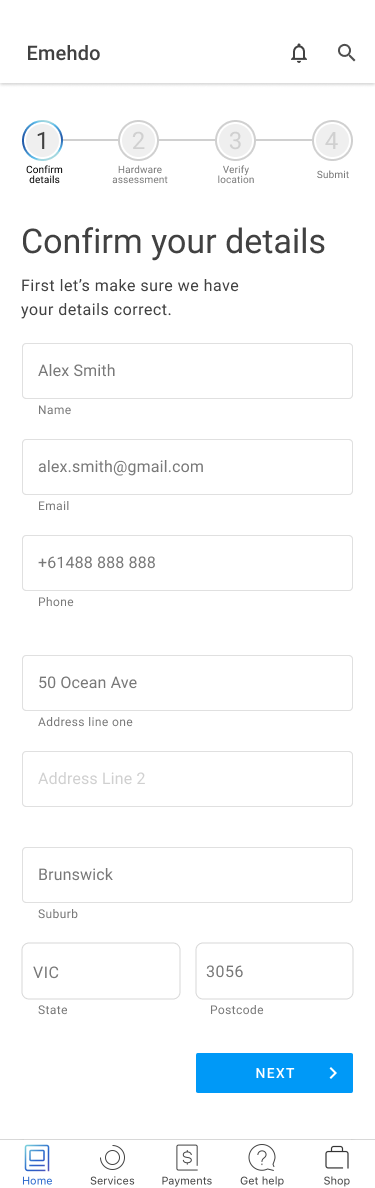 Emehdo
1
2
3
4
Confirm
details
Hardware
assessment
Verify
location
Submit
Confirm your details
First let’s make sure we have
your details correct.
Alex Smith
Name
alex.smith@gmail.com
Email
+61488 888 888
Phone
50 Ocean Ave
Address line one
Address Line 2
Brunswick
Suburb
VIC
State
3056
Postcode
NEXT
Home
Services
$
Payments
?
Get help
Shop